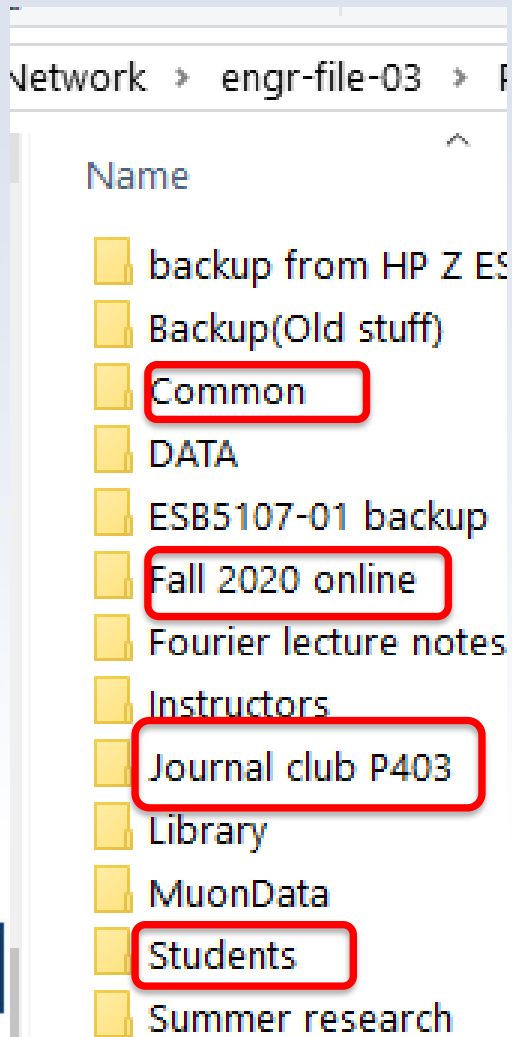 Network > engr-file-03 >
Name
backup from HP Z ES
Backup(Old stuff)
Common
DATA
ESB5107-01 backup
Fall 2020 online
Fourier lecture notes
Instructors
Journal club P403
Library
MuonData
Students
Summer research